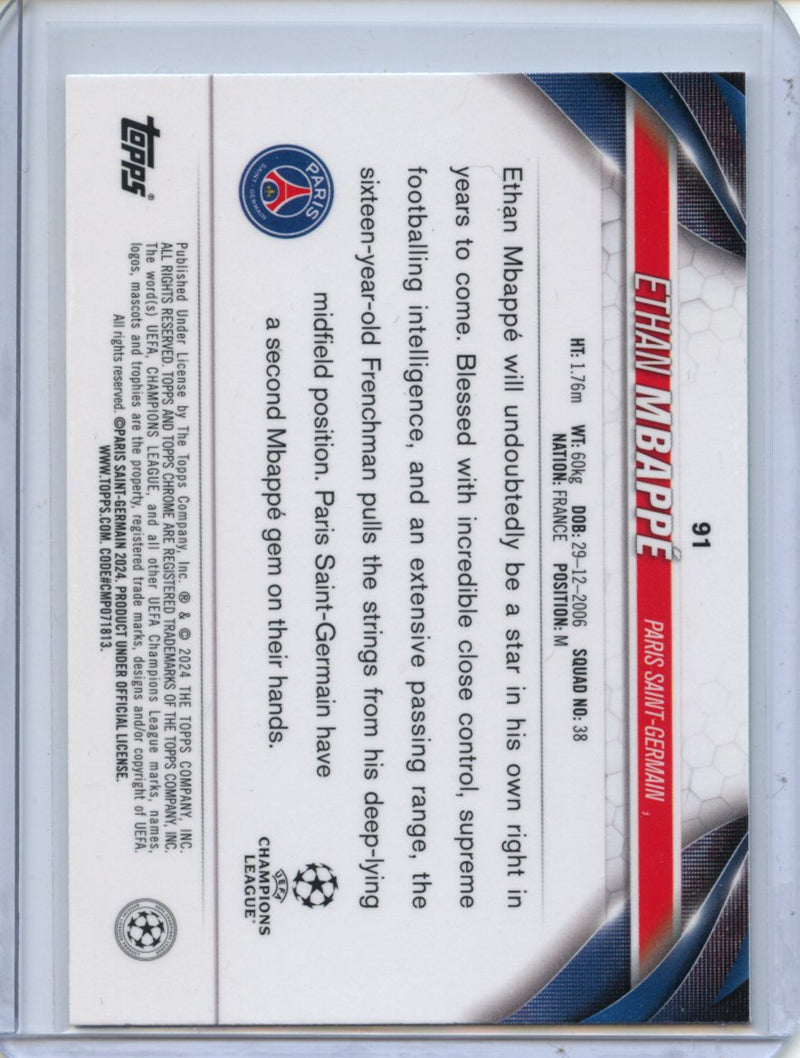 91
ETHAN MBAPPÉ PARIS SAINT-GERMAIN ,
HT: 1.76m WT: 60kg DOB: 29–12–2006 SQUAD NO: 38
NATION: FRANCE POSITION: M
Ethan Mbappé will undoubtedly be a star in his own right in
years to come. Blessed with incredible close control, supreme
footballing intelligence, and an extensive passing range, the
sixteen-year-old Frenchman pulls the strings from his deep-lying
midfield position. Paris Saint-Germain have
a second Mbappé gem on their hands.
PARIS
SAINT-GERMAIN
UEFA
CHAMPIONS
LEAGUE®
topps®
Published Under License by The Topps Company, Inc. ® & © 2024 THE TOPPS COMPANY, INC.
ALL RIGHTS RESERVED. TOPPS AND TOPPS CHROME ARE REGISTERED TRADEMARKS OF THE TOPPS COMPANY, INC.
The word(s) UEFA, CHAMPIONS LEAGUE, and all other UEFA Champions League marks, names,
logos, mascots and trophies are the property, registered trade marks, designs and/or copyright of UEFA.
All rights reserved. ©PARIS SAINT-GERMAIN 2024. PRODUCT UNDER OFFICIAL LICENSE.
WWW.TOPPS.COM. CODE#CMP071813.